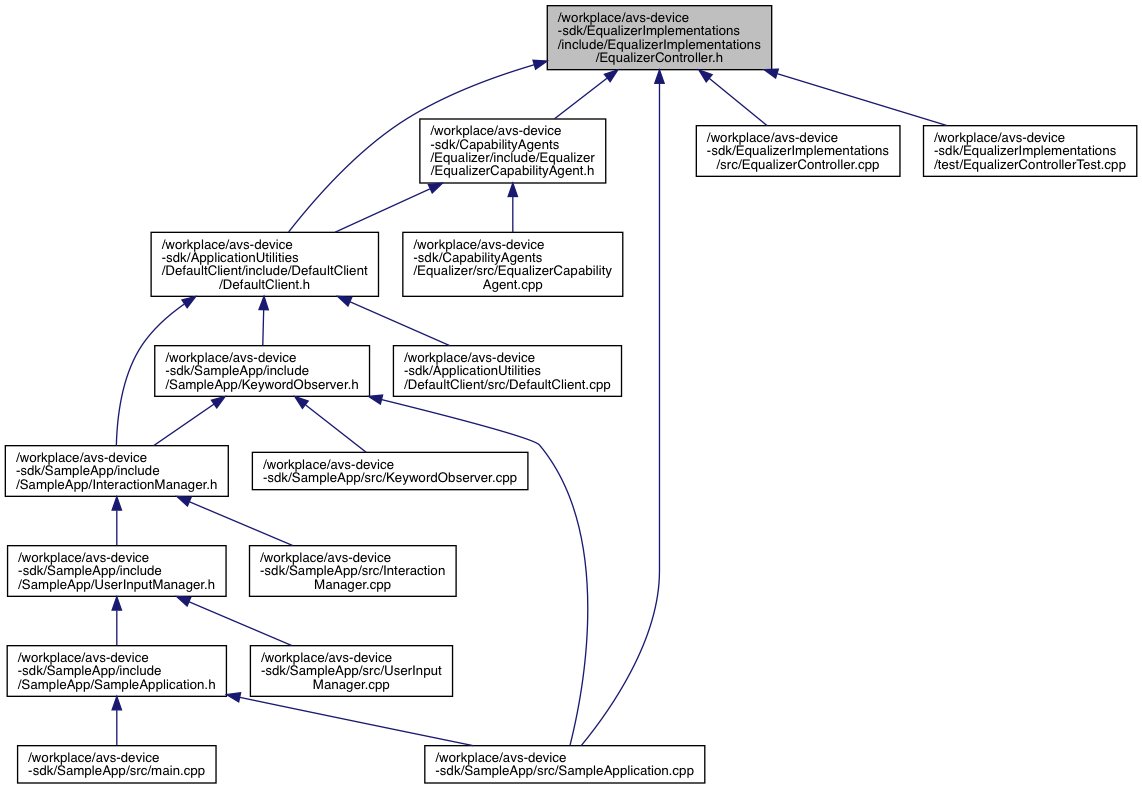 /workplace/avs-device
-sdk/EqualizerImplementations
/include/EqualizerImplementations
/EqualizerController.h
/workplace/avs-device
-sdk/CapabilityAgents
/Equalizer/include/Equalizer
/EqualizerCapabilityAgent.h
/workplace/avs-device
-sdk/EqualizerImplementations
/src/EqualizerController.cpp
/workplace/avs-device
-sdk/EqualizerImplementations
/test/EqualizerControllerTest.cpp
/workplace/avs-device
-sdk/ApplicationUtilities
/DefaultClient/include/DefaultClient
/DefaultClient.h
/workplace/avs-device
-sdk/CapabilityAgents
/Equalizer/src/EqualizerCapability
Agent.cpp
/workplace/avs-device
-sdk/SampleApp/include
/SampleApp/KeywordObserver.h
/workplace/avs-device
-sdk/ApplicationUtilities
/DefaultClient/src/DefaultClient.cpp
/workplace/avs-device
-sdk/SampleApp/include
/SampleApp/InteractionManager.h
/workplace/avs-device
-sdk/SampleApp/src/KeywordObserver.cpp
/workplace/avs-device
-sdk/SampleApp/include
/SampleApp/UserInputManager.h
/workplace/avs-device
-sdk/SampleApp/src/Interaction
Manager.cpp
/workplace/avs-device
-sdk/SampleApp/include
/SampleApp/SampleApplication.h
/workplace/avs-device
-sdk/SampleApp/src/UserInput
Manager.cpp
/workplace/avs-device
-sdk/SampleApp/src/main.cpp
/workplace/avs-device
-sdk/SampleApp/src/SampleApplication.cpp